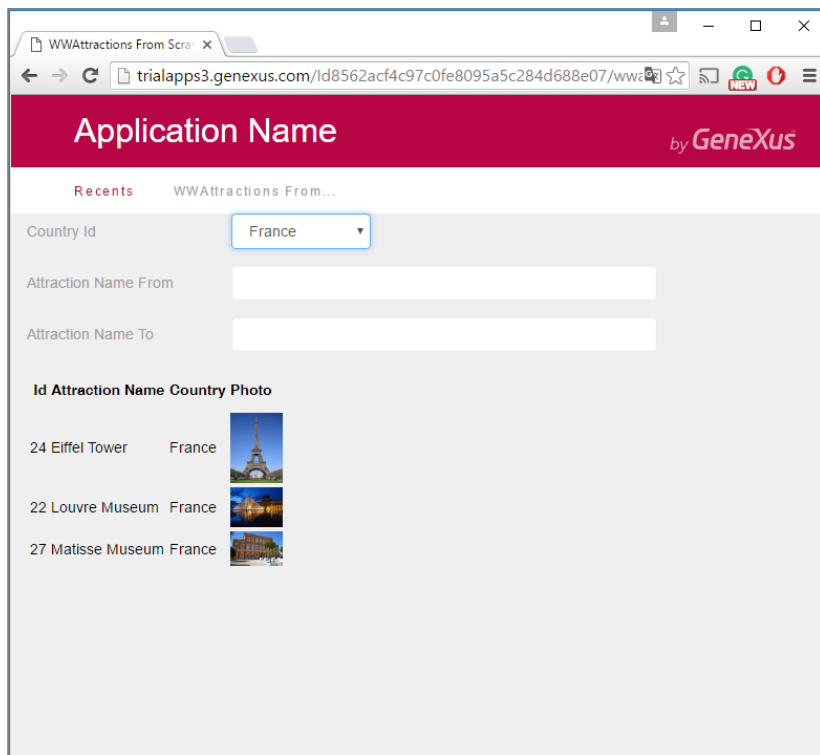 WWAttractions From Scra
trialapps3.genexus.com/Id8562acf4c97c0fe8095a5c284d688e07/wwa
NEW
Application Name
by GeneXus
Recents WWAttractions From...
Country Id France
Attraction Name From
Attraction Name To
Id Attraction Name Country Photo
24 Eiffel Tower France
22 Louvre Museum France
27 Matisse Museum France